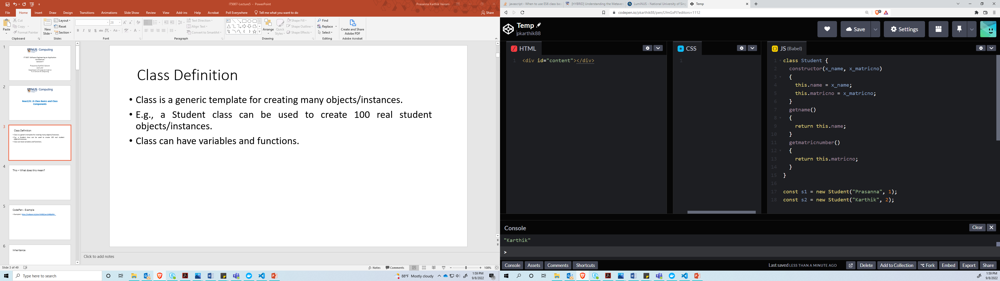 IT5007-Lecture5 - PowerPoint
Prasanna Karthik Vairam
File Home Insert Draw Design Transitions Animations Slide Show Review View Add-ins Help Acrobat Poll Everywhere Tell me what you want to do
Share
Paste
Cut
Copy
Format Painter
Clipboard
New
Slide
Layout
Reset
Section
Slides
28
Font
Text Direction
Align Text
Convert to SmartArt
Paragraph
Arrange
Quick
Styles
Shape Fill
Shape Outline
Shape Effects
Drawing
Find
Replace
Select
Editing
Create and Share
Adobe PDF
Adobe Acrobat
1
NUS Computing
IT 5007: Software Engineering on Application
Architecture
Lecture-4
Prasanna Karthik Vairam
Lecturer
Department of Computer Science
NUS School of Computing
2
NUS Computing
React/JS: JS Class Basics and Class
Components
3
Class Definition
• Class is a generic template for creating many objects/instances.
• E.g., a Student class can be used to create 100 real student
objects/instances.
• Class can have variables and functions.
4
This – What does this mean?
5
CodePen - Example
6
Inheritance
Class Definition
• Class is a generic template for creating many objects/instances.
• E.g., a Student class can be used to create 100 real student
objects/instances.
• Class can have variables and functions.
Click to add notes
Slide 3 of 49
Notes
Comments
108%
Type here to search
88°F Mostly cloudy
1:59 PM
9/8/2022
javascript - When to use ES6 class bas
[HYBRID] Understanding the Metavers
LumiNUS - National University of Sing
Temp
codepen.io/pkarthik88/pen/LYmGxPJ?editors=1112
Temp
pkarthik88
Save
Settings
HTML
1 <div id="content"></div>
CSS
1
JS (Babel)
1 class Student {
2 constructor(x_name, x_matricno)
3 {
4 this.name = x_name;
5 this.matricno = x_matricno;
6 }
7 getname()
8 {
9 return this.name;
10 }
11 getmatricnumber()
12 {
13 return this.matricno;
14 }
15 }
16
17 const s1 = new Student("Prasanna", 1);
18 const s2 = new Student("Karthik", 2);
Console
Clear
"Karthik"
>
Console Assets Comments Shortcuts
Last saved LESS THAN A MINUTE AGO
Delete Add to Collection Fork Embed Export Share
1:59 PM
9/8/2022